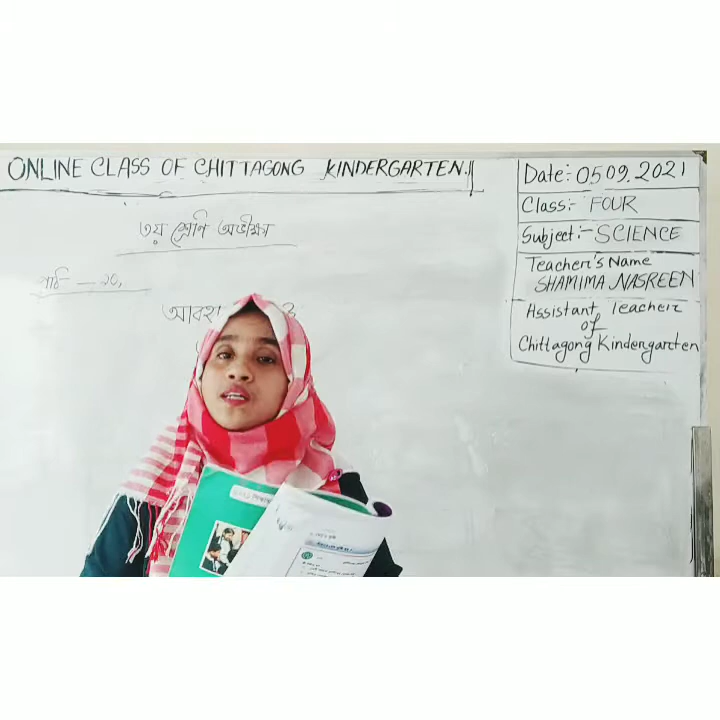 ONLINE CLASS OF CHITTAGONG KINDERGARTEN.
Date:- 05.09.2021
Class:- FOUR
Subject:- SCIENCE
Teacher's Name
SHAMIMA NASREEN
Assistant Teacher
of
Chittagong Kindergarten
৩য় শ্রেণি অভীক্ষা
আবহা